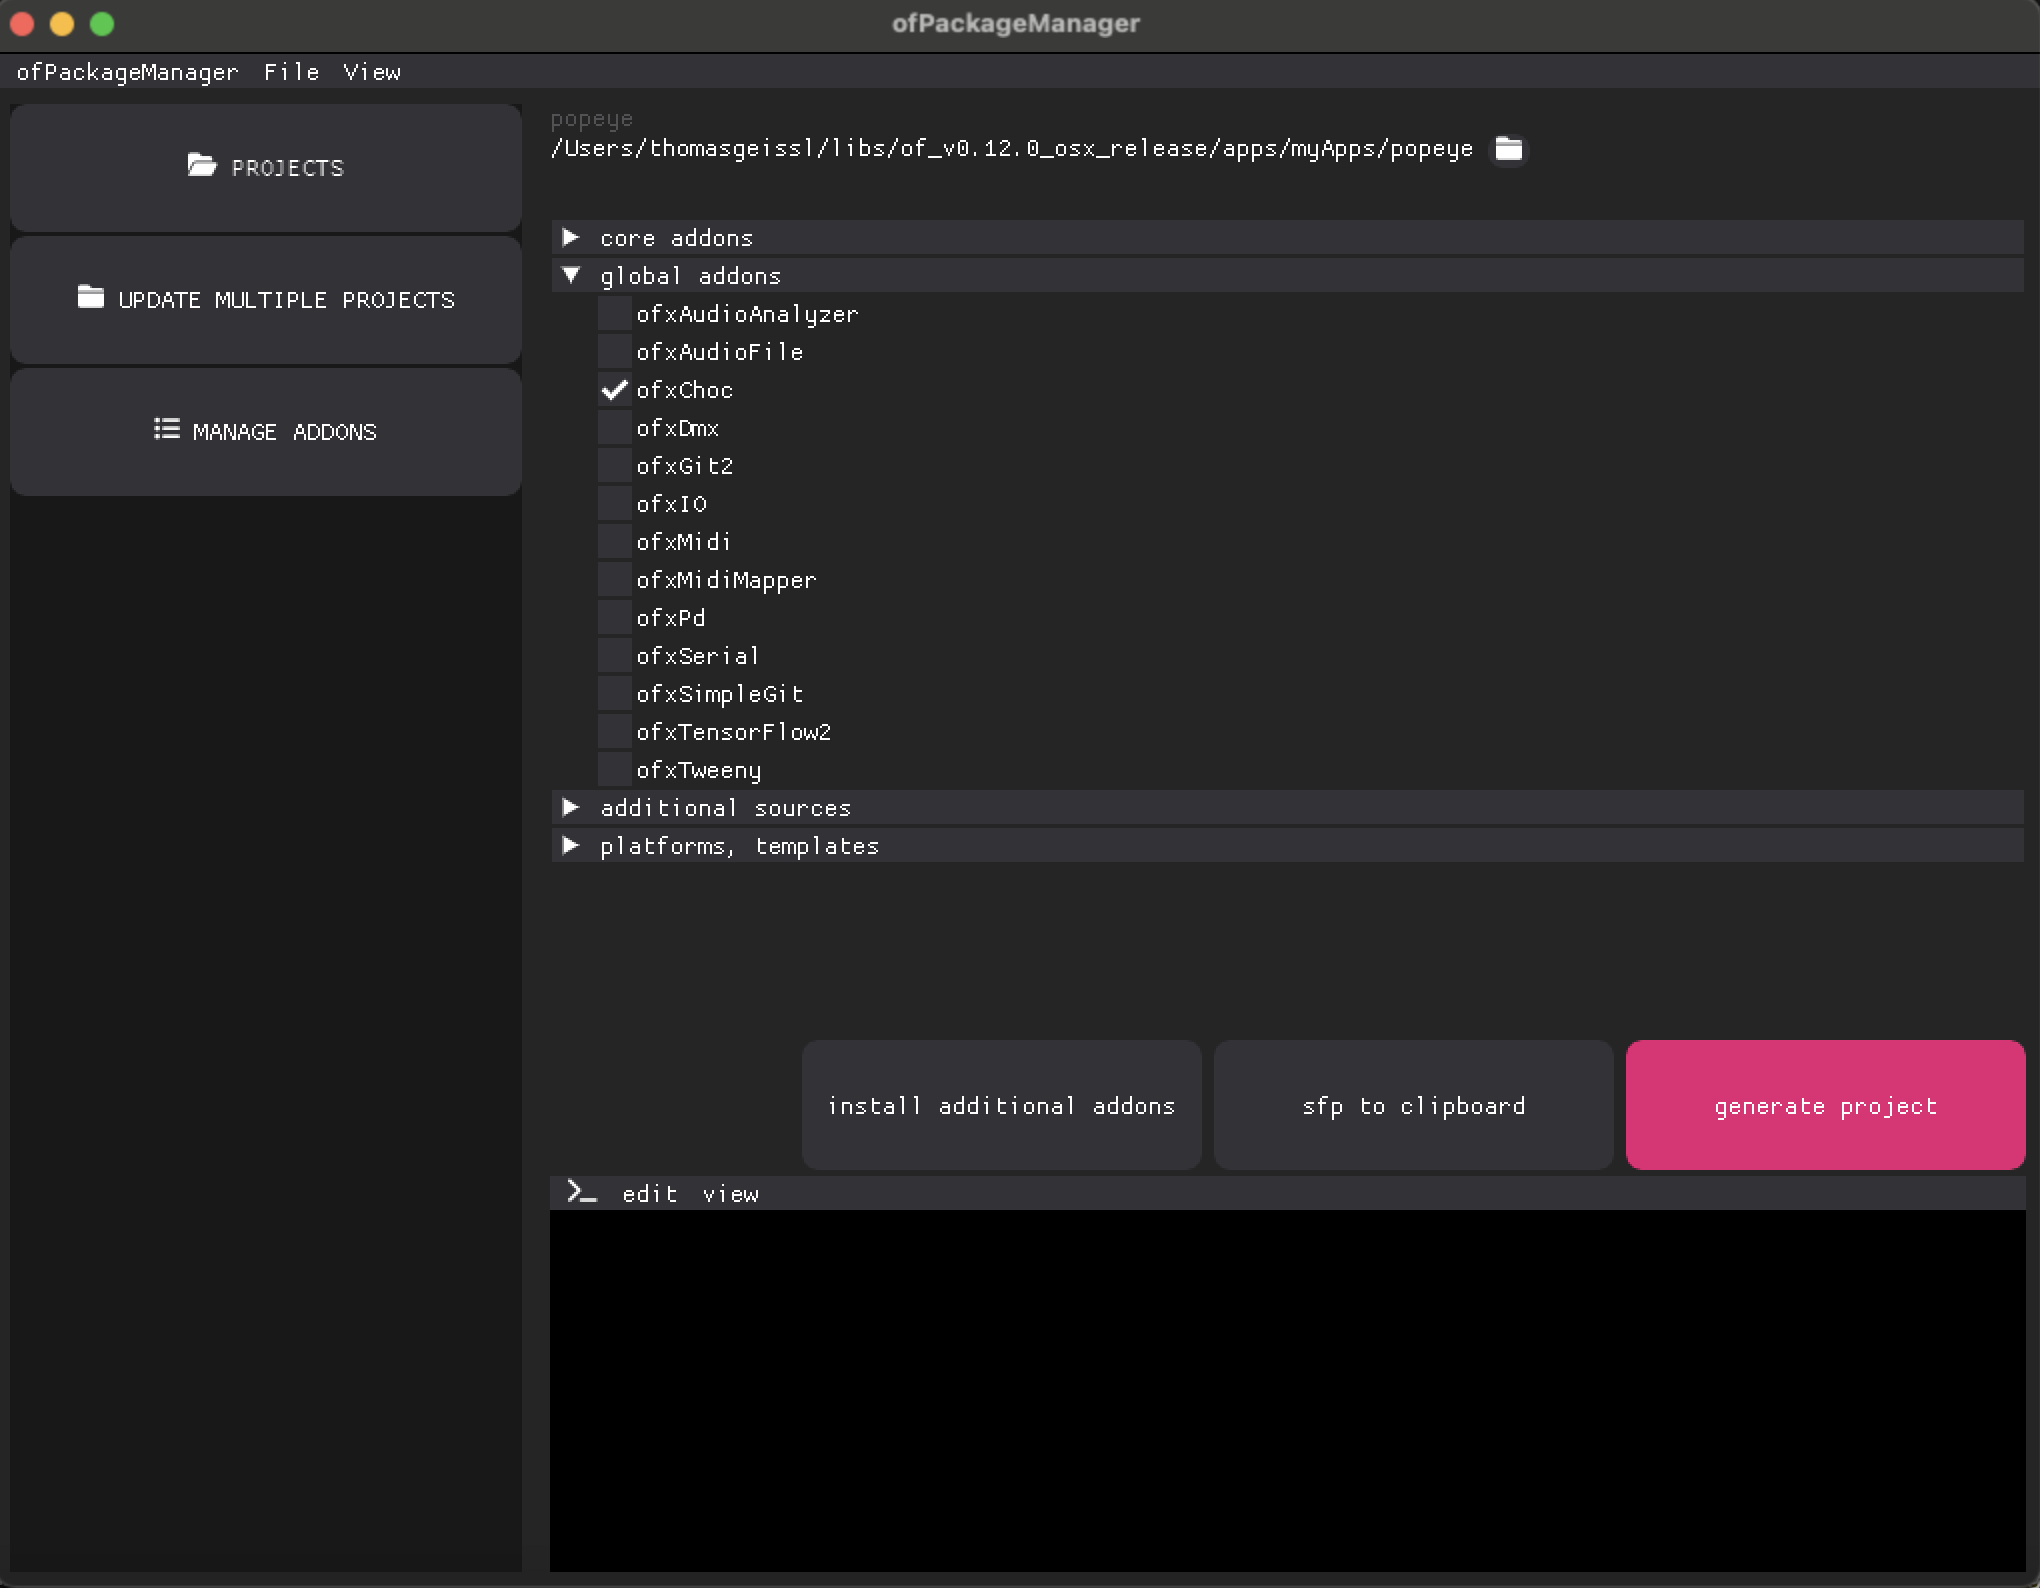 ofPackageManager
ofPackageManager File View
PROJECTS
UPDATE MULTIPLE PROJECTS
MANAGE ADDONS
popeye
/Users/thomasgeissl/libs/of_v0.12.0_osx_release/apps/myApps/popeye
core addons
global addons
ofxAudioAnalyzer
ofxAudioFile
ofxChoc
ofxDmx
ofxGit2
ofxIO
ofxMidi
ofxMidiMapper
ofxPd
ofxSerial
ofxSimpleGit
ofxTensorFlow2
ofxTweeny
additional sources
platforms, templates
install additional addons
sfp to clipboard
generate project
edit view